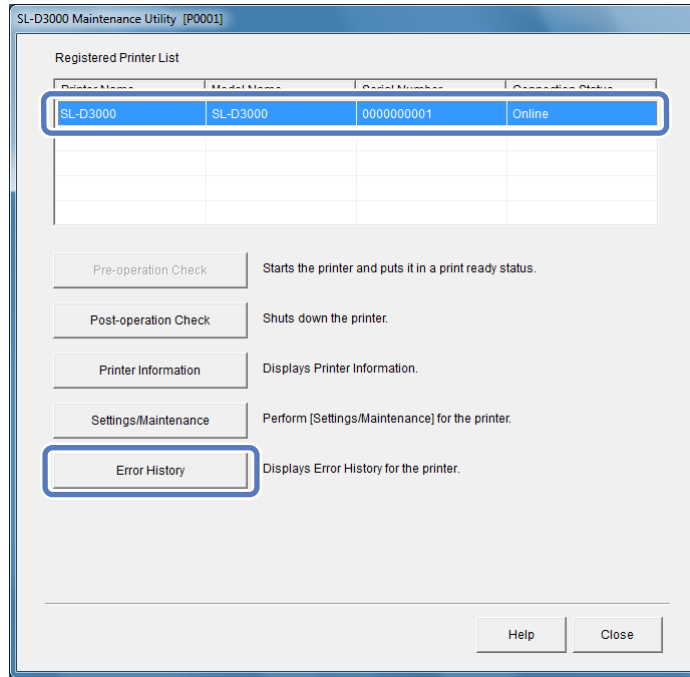 SL-D3000 Maintenance Utility [P0001]
Registered Printer List
Printer Name Model Name Serial Number Connection Status
SL-D3000 SL-D3000 0000000001 Online
Pre-operation Check Starts the printer and puts it in a print ready status.
Post-operation Check Shuts down the printer.
Printer Information Displays Printer Information.
Settings/Maintenance Perform [Settings/Maintenance] for the printer.
Error History Displays Error History for the printer.
Help Close